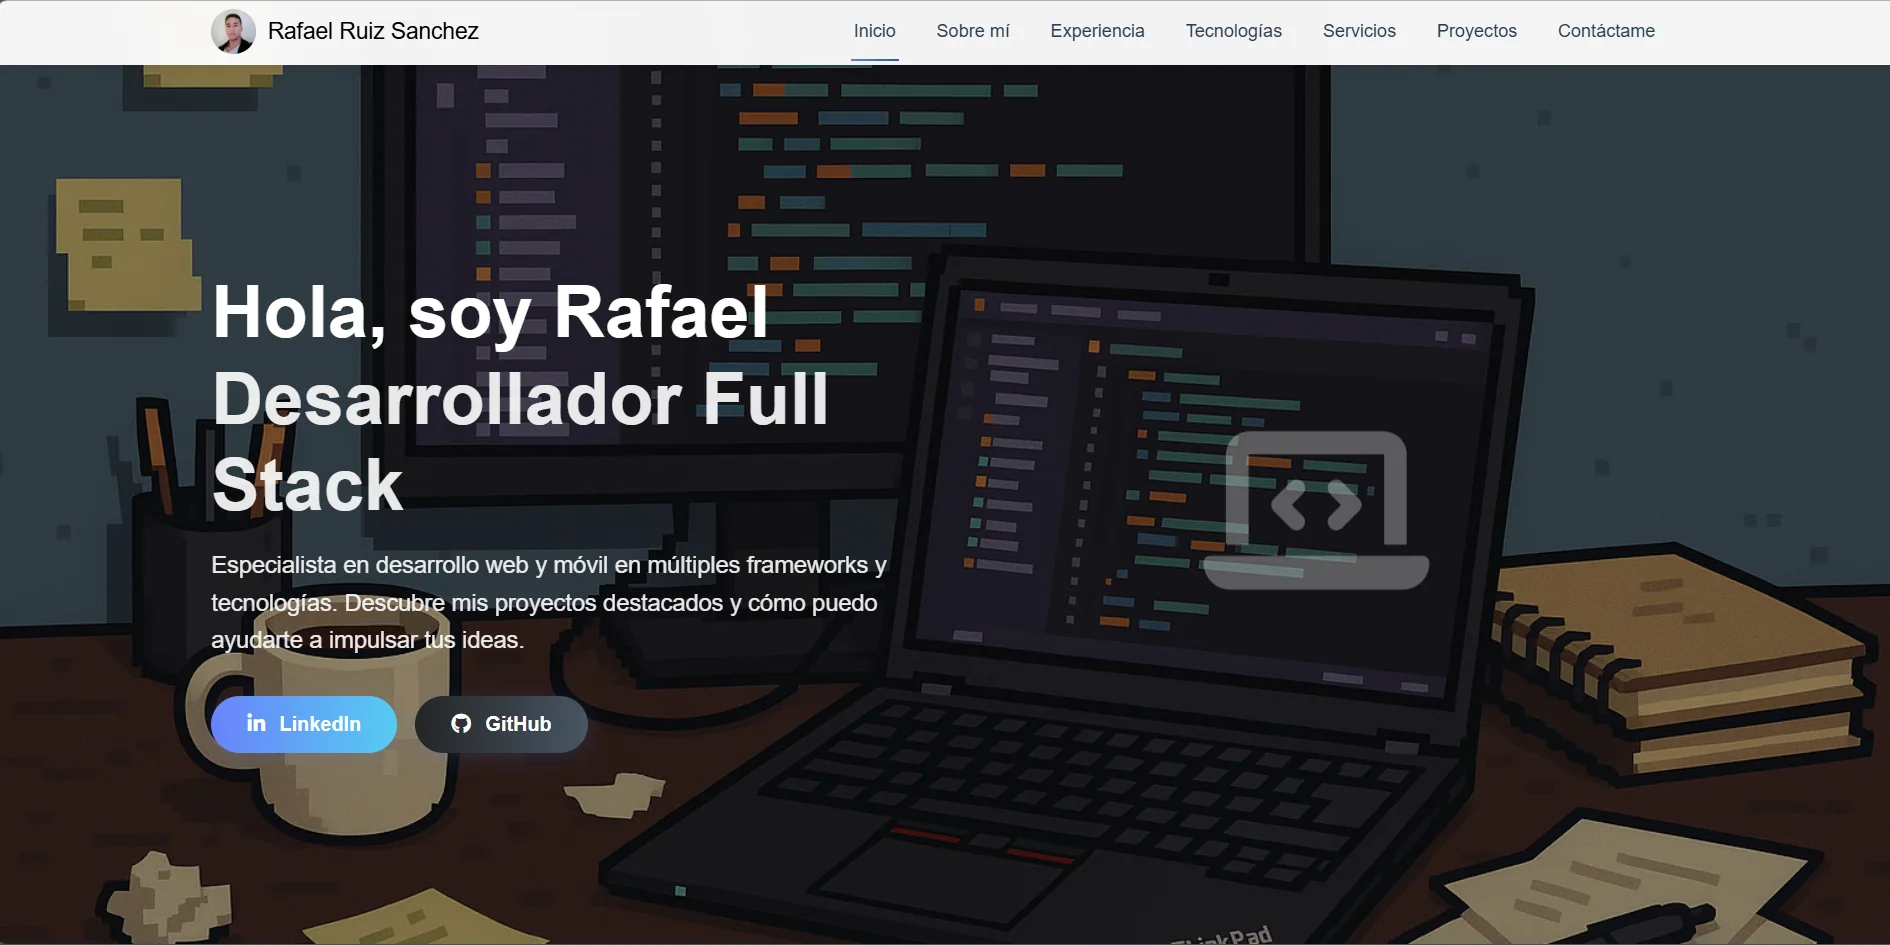 Rafael Ruiz Sanchez
Inicio
Sobre mí
Experiencia
Tecnologías
Servicios
Proyectos
Contáctame
Hola, soy Rafael
Desarrollador Full
Stack
Especialista en desarrollo web y móvil en múltiples frameworks y
tecnologías. Descubre mis proyectos destacados y cómo puedo
ayudarte a impulsar tus ideas.
LinkedIn
GitHub
ThinkPad